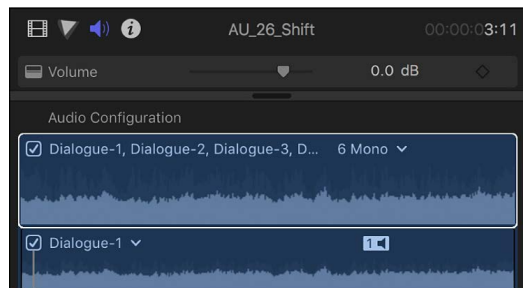 AU_26_Shift 00:00:03:11
Volume 0.0 dB
Audio Configuration
Dialogue-1, Dialogue-2, Dialogue-3, D... 6 Mono
Dialogue-1 1